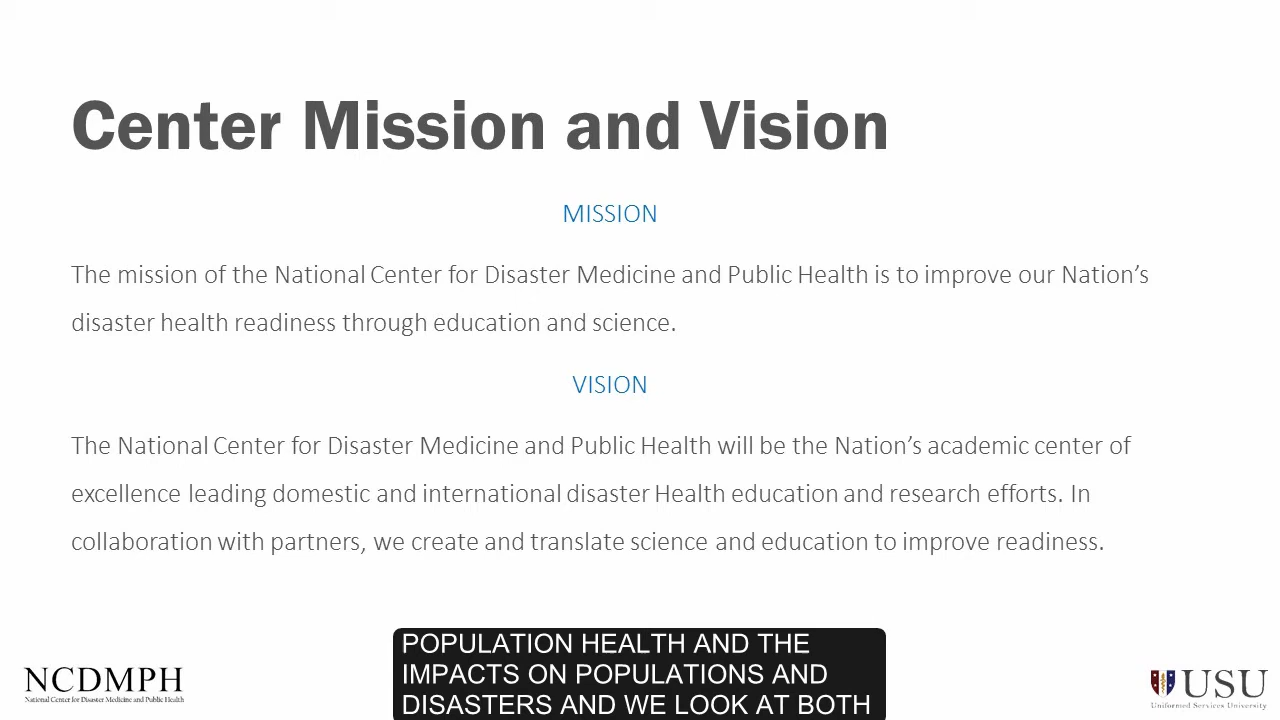 Center Mission and Vision
MISSION
The mission of the National Center for Disaster Medicine and Public Health is to improve our Nation’s
disaster health readiness through education and science.
VISION
The National Center for Disaster Medicine and Public Health will be the Nation’s academic center of
excellence leading domestic and international disaster Health education and research efforts. In
collaboration with partners, we create and translate science and education to improve readiness.
POPULATION HEALTH AND THE
IMPACTS ON POPULATIONS AND
DISASTERS AND WE LOOK AT BOTH
NCDMPH
National Center for Disaster Medicine and Public Health
USU
Uniformed Services University